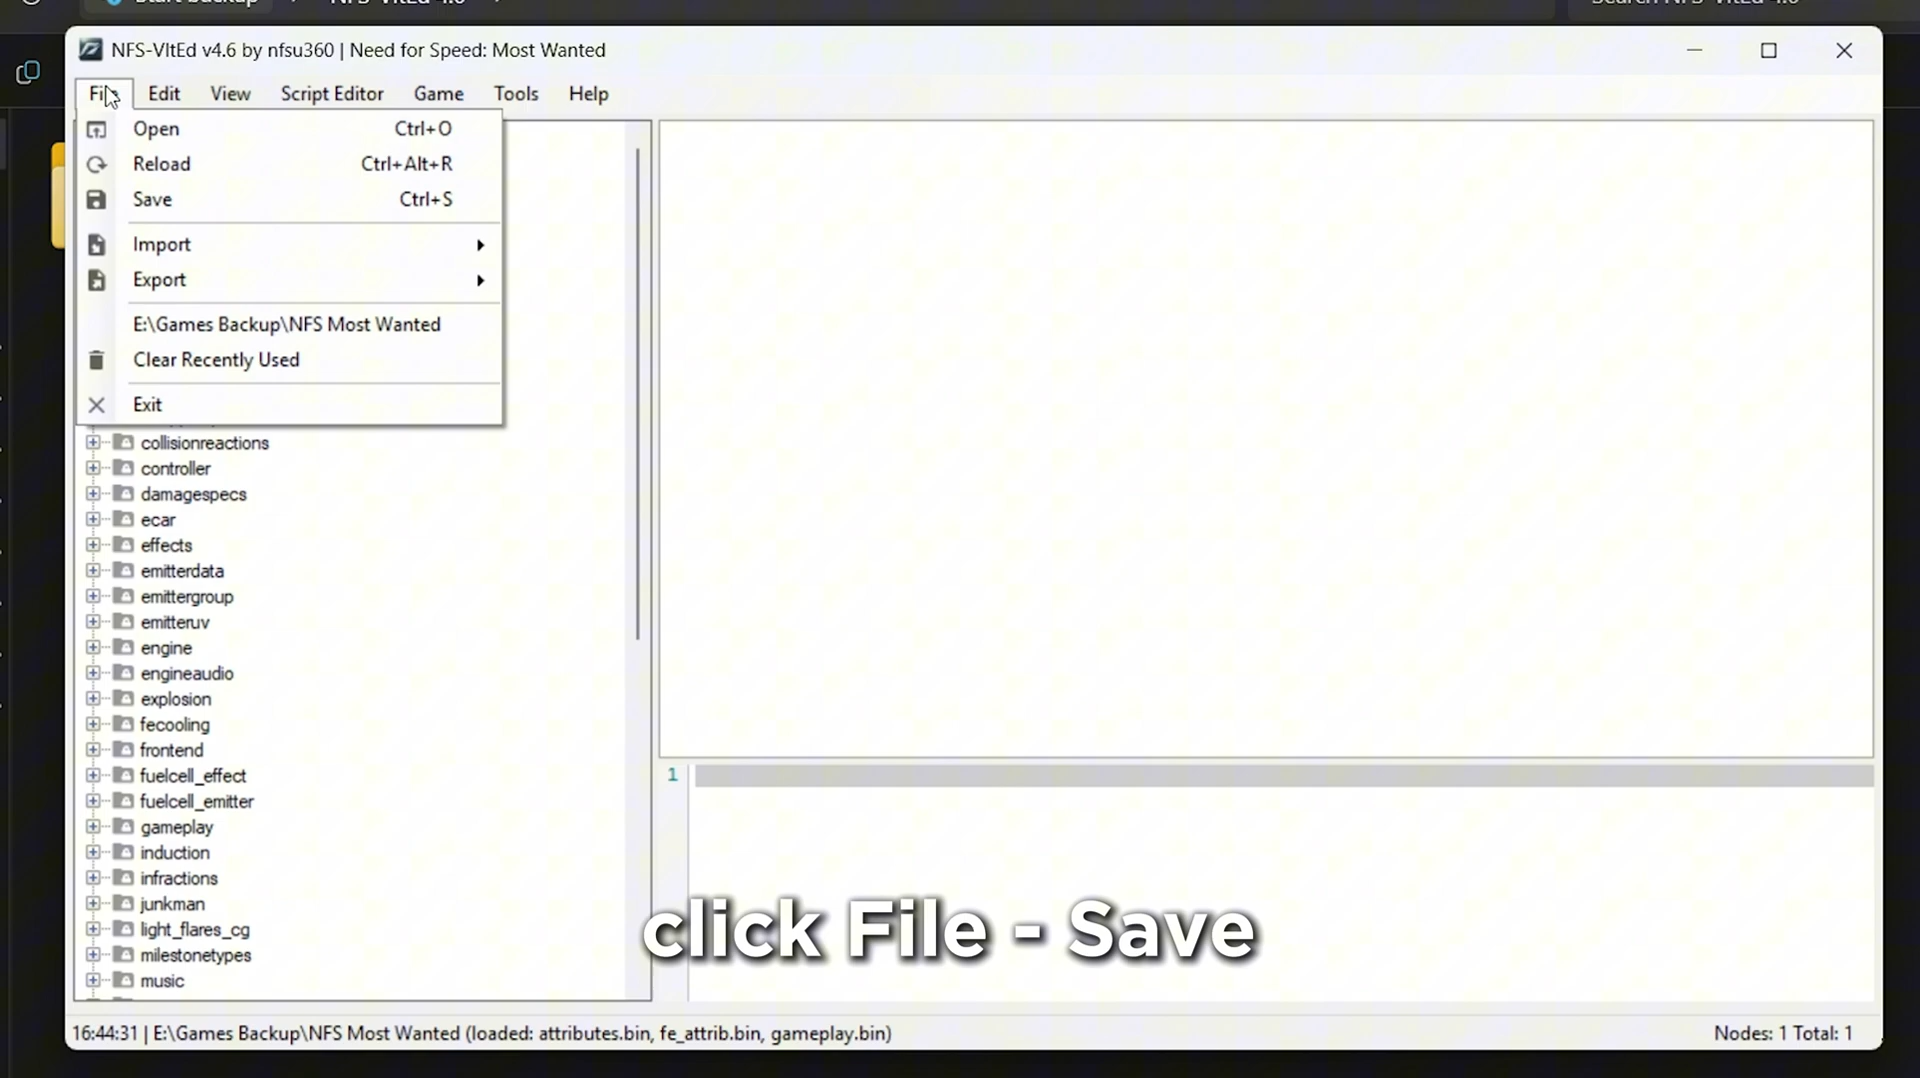 NFS-VltEd v4.6 by nfsu360 | Need for Speed: Most Wanted
File Edit View Script Editor Game Tools Help
Open Ctrl+O
Reload Ctrl+Alt+R
Save Ctrl+S
Import
Export
E:\Games Backup\NFS Most Wanted
Clear Recently Used
Exit
collisionreactions
controller
damagespecs
ecar
effects
emitterdata
emittergroup
emitteruv
engine
engineaudio
explosion
fecooling
frontend
fuelcell_effect
fuelcell_emitter
gameplay
induction
infractions
junkman
light_flares_cg
milestonetypes
music
1
click File - Save
16:44:31 | E:\Games Backup\NFS Most Wanted (loaded: attributes.bin, fe_attrib.bin, gameplay.bin)
Nodes: 1 Total: 1